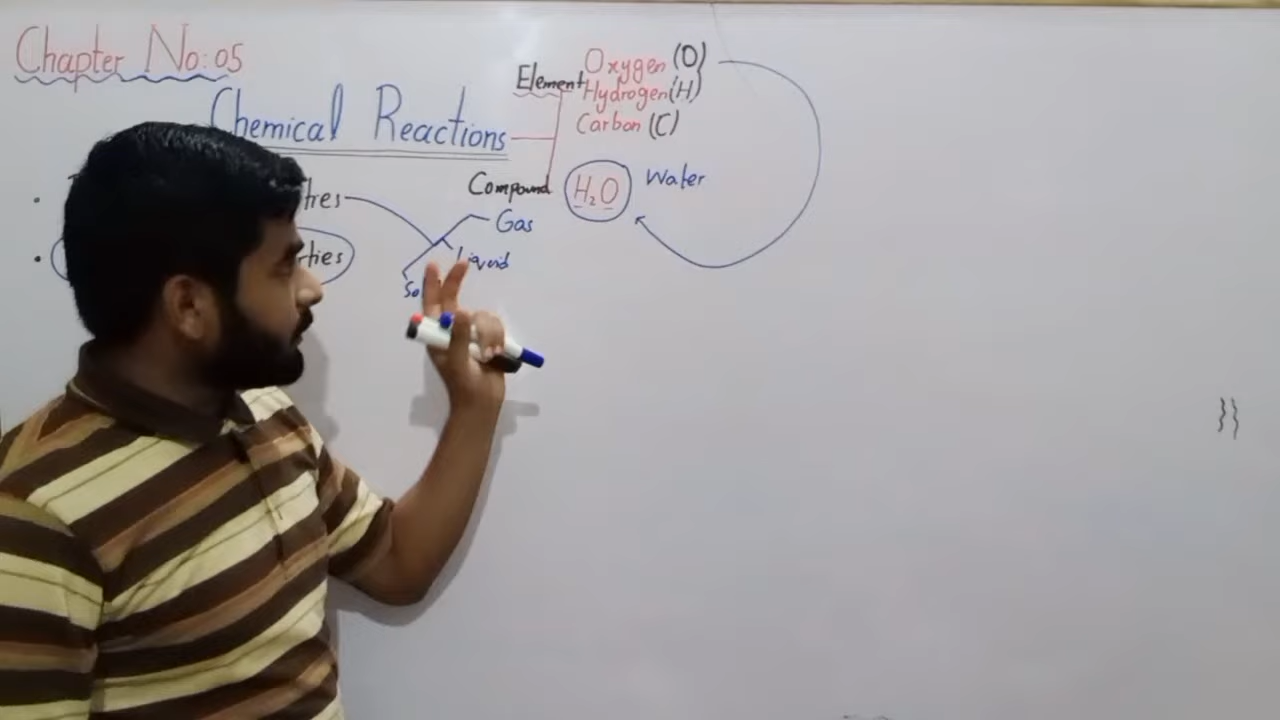 Chapter No: 05
Chemical Reactions
Element
Oxygen (O)
Hydrogen (H)
Carbon (C)
Compound
H₂O
Water
Gas
Liquid